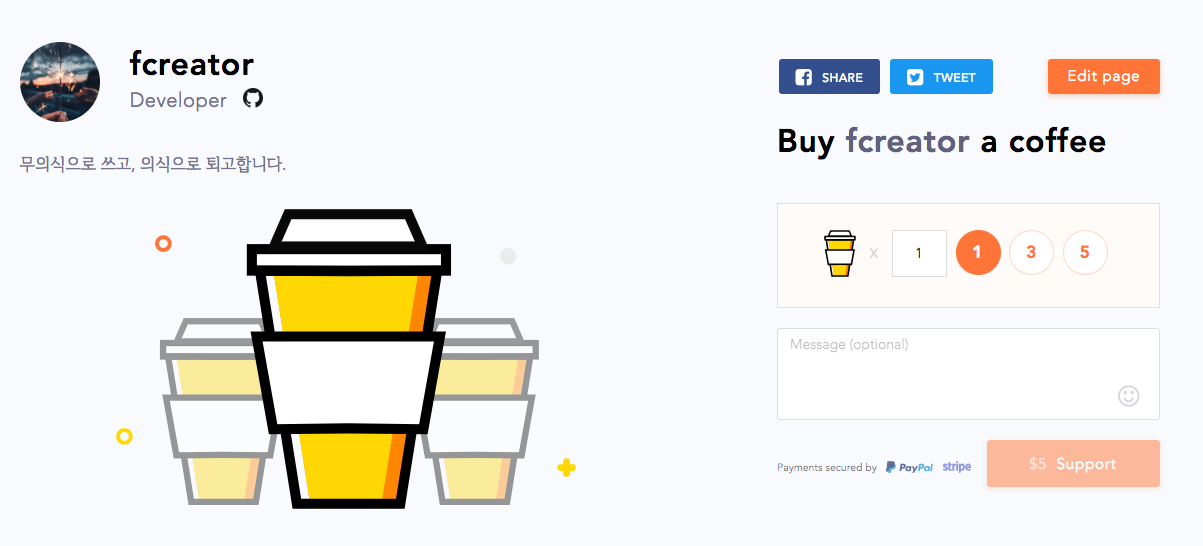 fcreator
Developer
무의식으로 쓰고, 의식으로 퇴고합니다.
SHARE
TWEET
Edit page
Buy fcreator a coffee
x 1 1 3 5
Message (optional)
Payments secured by PayPal stripe
$5 Support